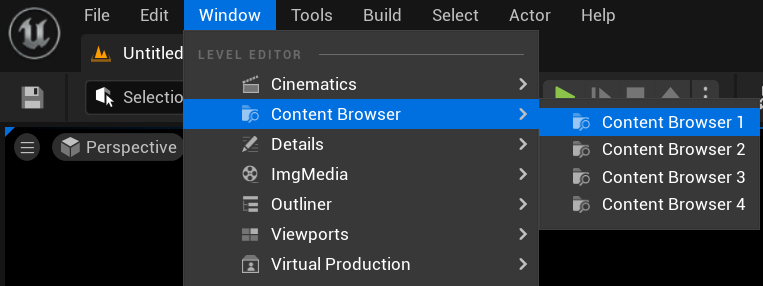 File Edit Window Tools Build Select Actor Help
Untitled
LEVEL EDITOR
Selectio
Cinematics
Content Browser
Content Browser 1
Details
Content Browser 2
Perspective
ImgMedia
Content Browser 3
Outliner
Content Browser 4
Viewports
Virtual Production